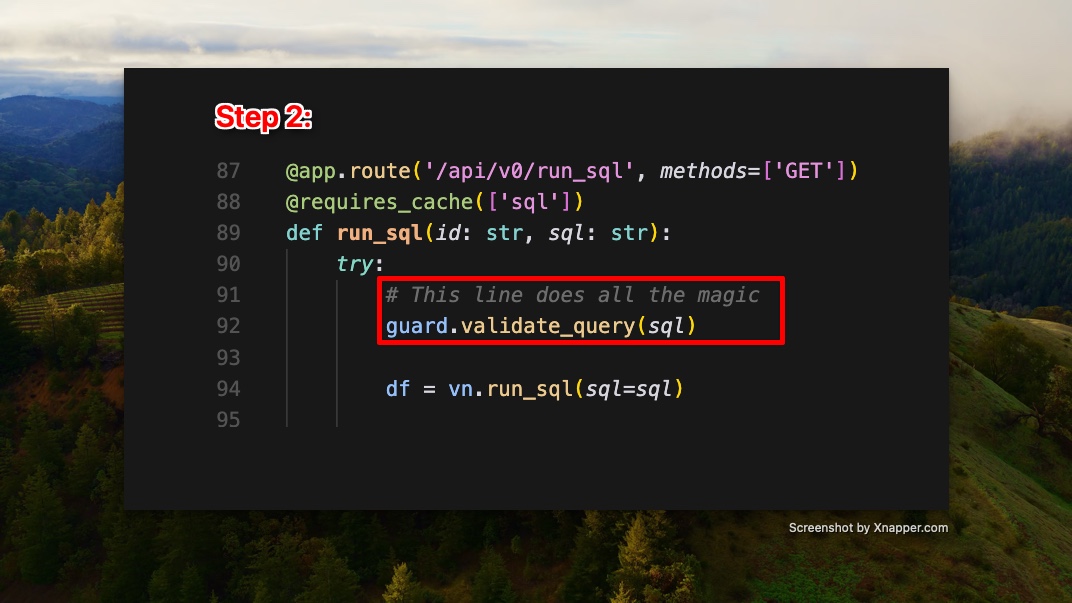 Step 2:
87 @app.route('/api/v0/run_sql', methods=['GET'])
88 @requires_cache(['sql'])
89 def run_sql(id: str, sql: str):
90 try:
91 # This line does all the magic
92 guard.validate_query(sql)
93
94 df = vn.run_sql(sql=sql)
95
Screenshot by Xnapper.com